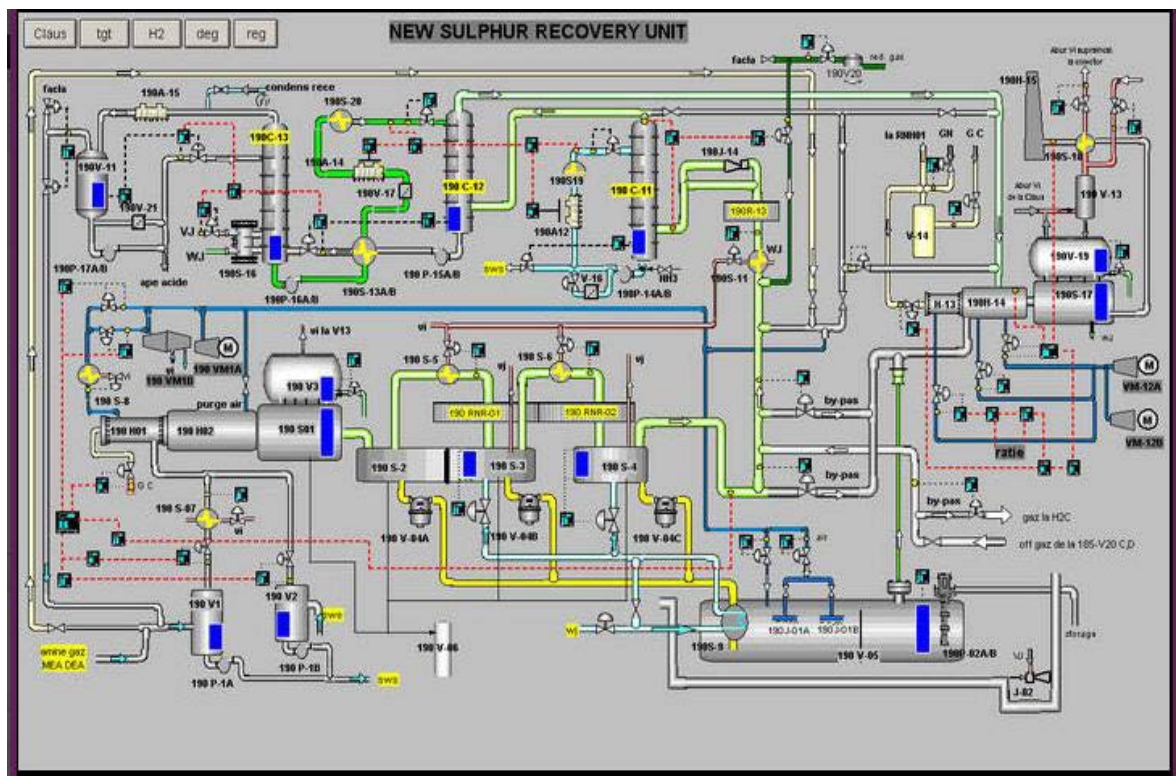 Claus
tgt
H2
deg
reg
NEW SULPHUR RECOVERY UNIT
facla
190V20
red. gas
Abur Vi supraincal.
la cosector
190H-15
facla
190A-15
condens rece
190S-20
190C-13
la RNH01
GN
G C
190A-14
190J-14
190S-18
190V-11
190V-17
190 C-12
190S19
190 C-11
Abur Vi
de la Claus
190 V-13
190V-21
190R-13
V-14
190A12
VJ
W.I
190S-16
WJ
190V-19
190P-17A/B
190 P-15A/B
sws
V-16
NH3
190S-11
190S-17
ape acide
190P-16A/B
190S-13A/B
190P-14A/B
H-13
190H-14
vi la V13
vi
vi
190 VM1B
M
190 VM1A
190 S-5
vj
190 S-6
vj
M
VM-12A
190 S-8
190 V3
by-pas
purge air
190 RNR-01
190 RNR-02
M
VM-12B
190 H01
190 H02
190 S01
190 S-2
190 S-3
190 S-4
ratie
G C
by-pas
by-pas
190 S-07
vi
190 V-04A
190 V-04B
190 V-04C
air
gaz la H2C
off gaz de la 185-V20 C,D
190 V1
190 V2
sws
wj
190J-01A
190J-01B
storage
amine gaz
MEA DEA
190 V-06
190S-9
190 V-05
190P-02A/B
190 P-1A
190 P-1B
sws
J-02